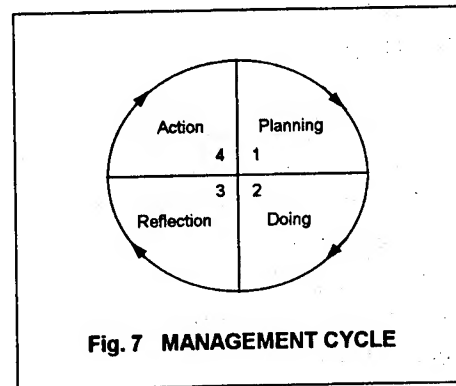 Action Planning
4 1
3 2
Reflection Doing
Fig. 7 MANAGEMENT CYCLE